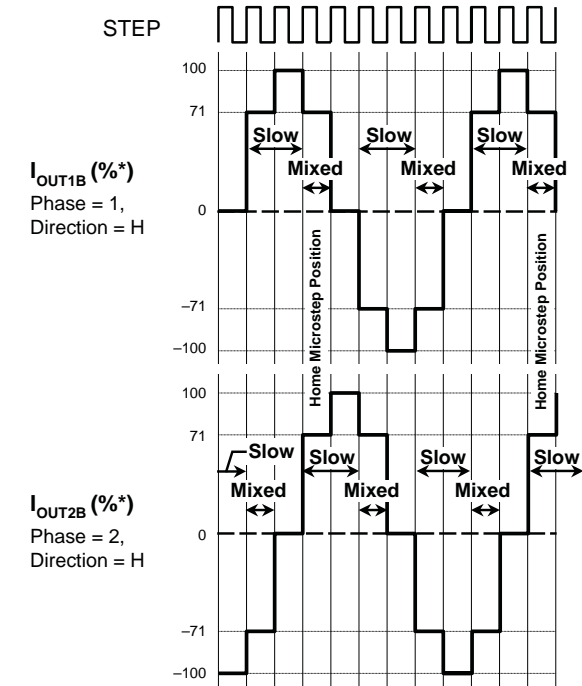 STEP
100
71
Slow Slow Slow
Mixed Mixed Mixed
I_OUT1B (%*)
Phase = 1,
Direction = H
0
Home Microstep Position
Home Microstep Position
–71
–100
100
71
Slow Slow Slow Slow
Mixed Mixed Mixed
I_OUT2B (%*)
Phase = 2,
Direction = H
0
–71
–100